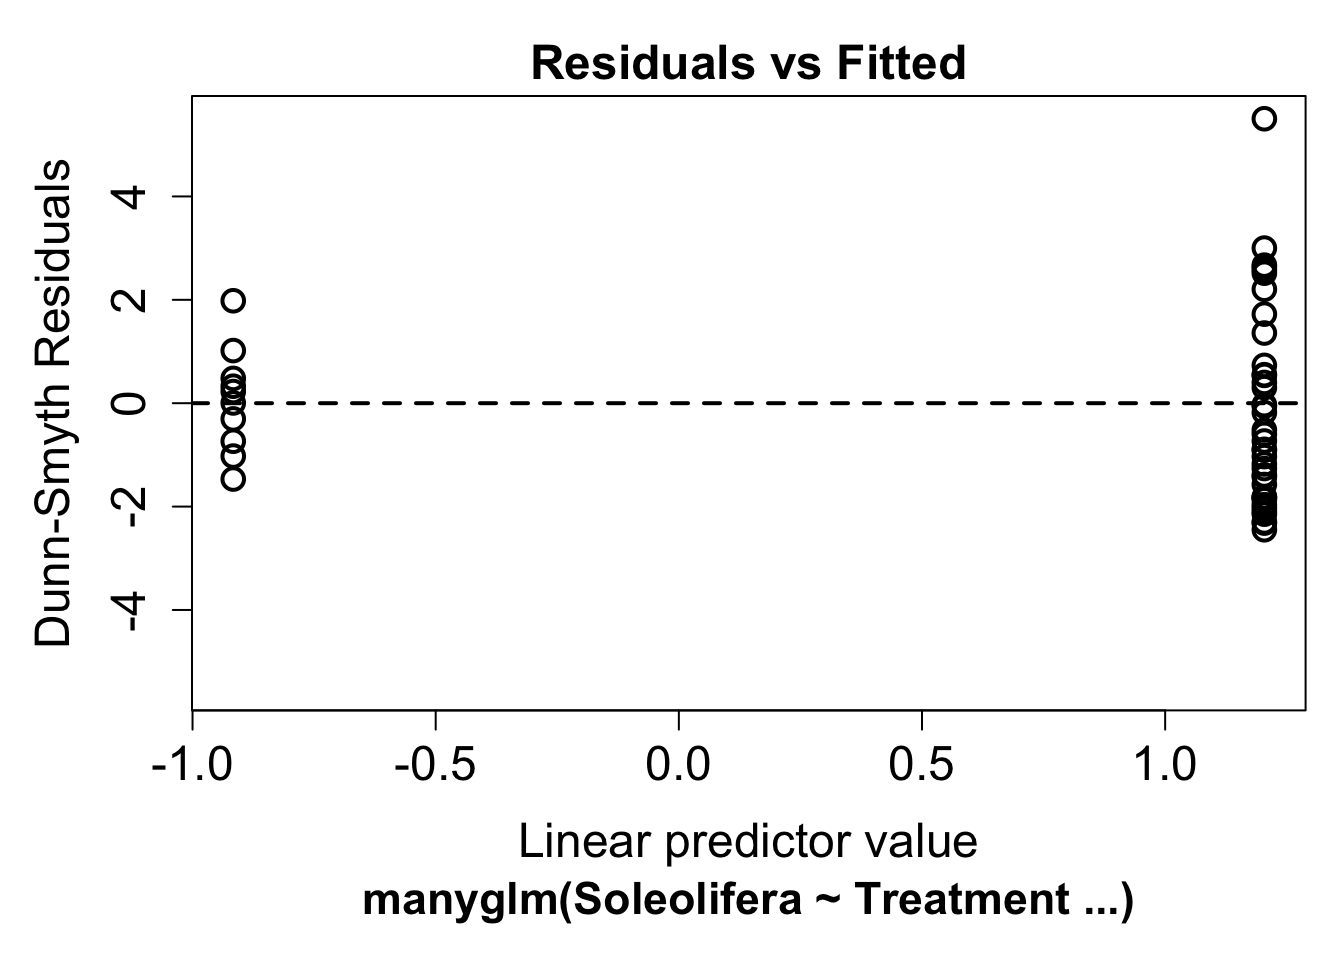 Residuals vs Fitted
Dunn-Smyth Residuals
4
2
0
-2
-4
-1.0 -0.5 0.0 0.5 1.0
Linear predictor value
manyglm(Soleolifera ~ Treatment ...)